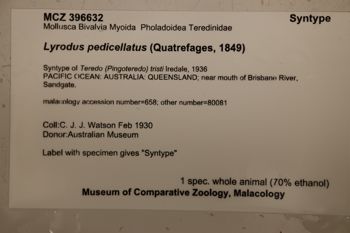 MCZ 396632 Syntype
Mollusca Bivalvia Myoida Pholadoidea Teredinidae
Lyrodus pedicellatus (Quatrefages, 1849)
Syntype of Teredo (Pingoteredo) tristi Iredale, 1936
PACIFIC OCEAN: AUSTRALIA: QUEENSLAND; near mouth of Brisbane River,
Sandgate.
malacology accession number=658; other number=80081
Coll:C. J. J. Watson Feb 1930
Donor:Australian Museum
Label with specimen gives "Syntype"
1 spec. whole animal (70% ethanol)
Museum of Comparative Zoology, Malacology